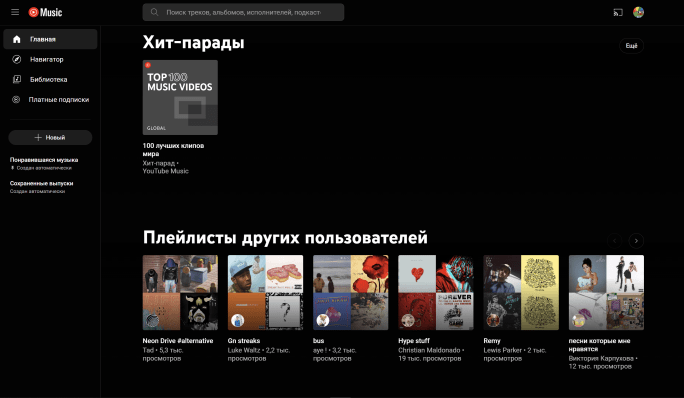 Music
Поиск треков, альбомов, исполнителей, подкаст
Главная
Навигатор
Библиотека
Платные подписки
Новый
Понравившаяся музыка
Создан автоматически
Сохраненные выпуски
Создан автоматически
Хит-парады
Ещё
TOP 100
MUSIC VIDEOS
GLOBAL
100 лучших клипов
мира
Хит-парад •
YouTube Music
Плейлисты других пользователей
Neon Drive #alternative
Tad • 5,3 тыс.
просмотров
Gn streaks
Luke Waltz • 2,2 тыс.
просмотров
bus
aye ! • 3,2 тыс.
просмотров
FOREVER
Hype stuff
Christian Maldonado •
19 тыс. просмотров
Remy
Lewis Parker • 2 тыс.
просмотров
песни которые мне
нравятся
Виктория Карпухова •
12 тыс. просмотров